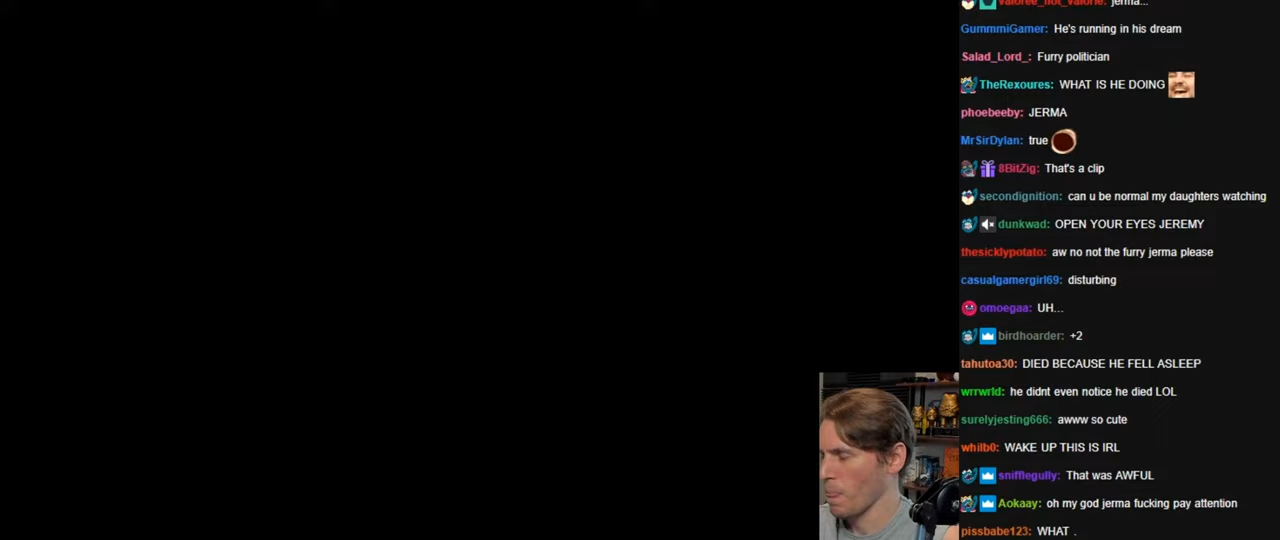 valoree_not_valorie: jerma...
GummmiGamer: He's running in his dream
Salad_Lord_: Furry politician
TheRexoures: WHAT IS HE DOING
phoebeeby: JERMA
MrSirDylan: true
8BitZig: That's a clip
secondignition: can u be normal my daughters watching
dunkwad: OPEN YOUR EYES JEREMY
thesicklypotato: aw no not the furry jerma please
casualgamergirl69: disturbing
omoegaa: UH...
birdhoarder: +2
tahutoa30: DIED BECAUSE HE FELL ASLEEP
wrrwrld: he didnt even notice he died LOL
surelyjesting666: awww so cute
whilb0: WAKE UP THIS IS IRL
snifflegully: That was AWFUL
Aokaay: oh my god jerma fucking pay attention
pissbabe123: WHAT .